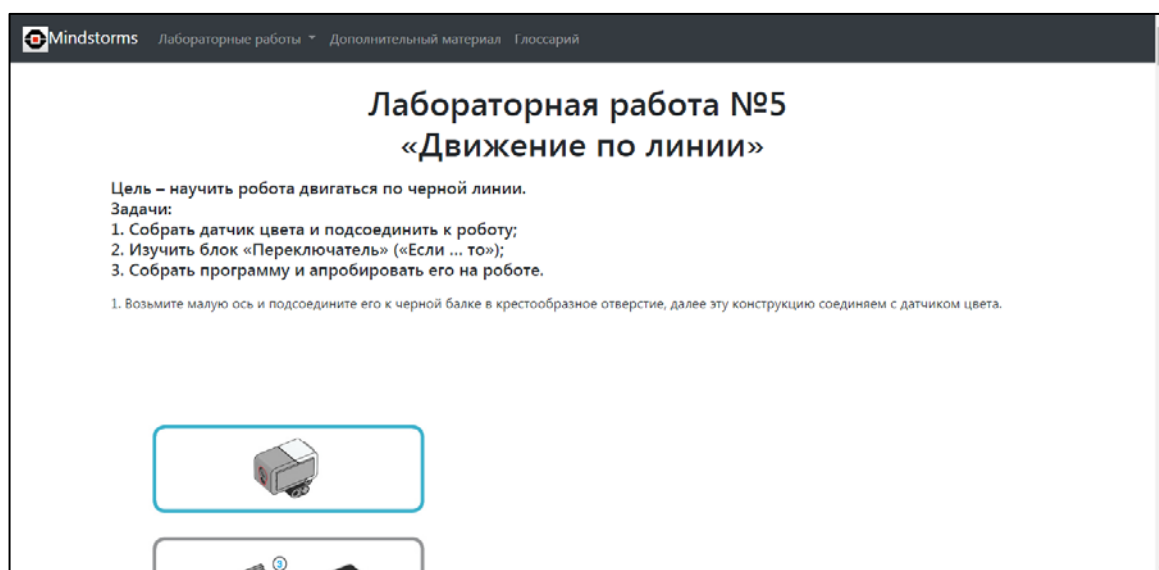 Mindstorms Лабораторные работы Дополнительный материал Глоссарий
Лабораторная работа №5
«Движение по линии»
Цель – научить робота двигаться по черной линии.
Задачи:
1. Собрать датчик цвета и подсоединить к роботу;
2. Изучить блок «Переключатель» («Если ... то»);
3. Собрать программу и апробировать его на роботе.
1. Возьмите малую ось и подсоедините его к черной балке в крестообразное отверстие, далее эту конструкцию соединяем с датчиком цвета.
3